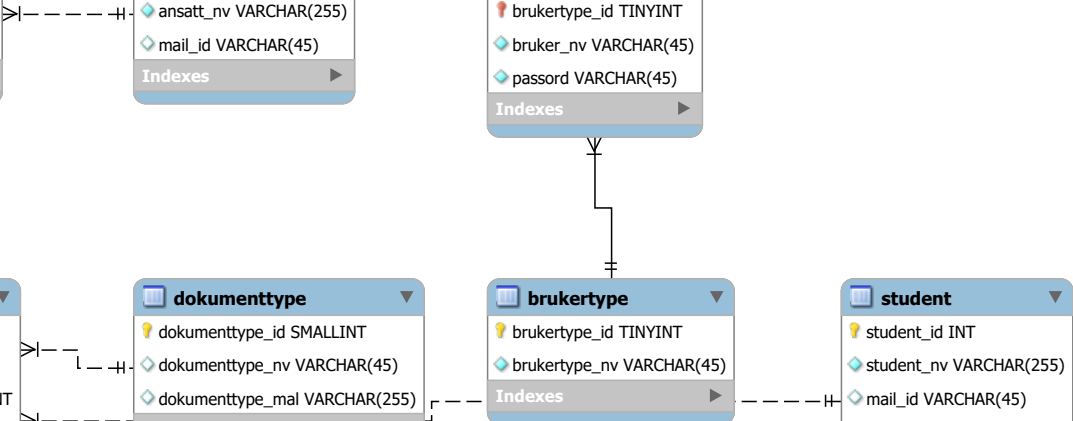 ansatt_nv VARCHAR(255)
mail_id VARCHAR(45)
Indexes
brukertype_id TINYINT
bruker_nv VARCHAR(45)
passord VARCHAR(45)
Indexes
dokumenttype
dokumenttype_id SMALLINT
dokumenttype_nv VARCHAR(45)
dokumenttype_mal VARCHAR(255)
brukertype
brukertype_id TINYINT
brukertype_nv VARCHAR(45)
Indexes
student
student_id INT
student_nv VARCHAR(255)
mail_id VARCHAR(45)